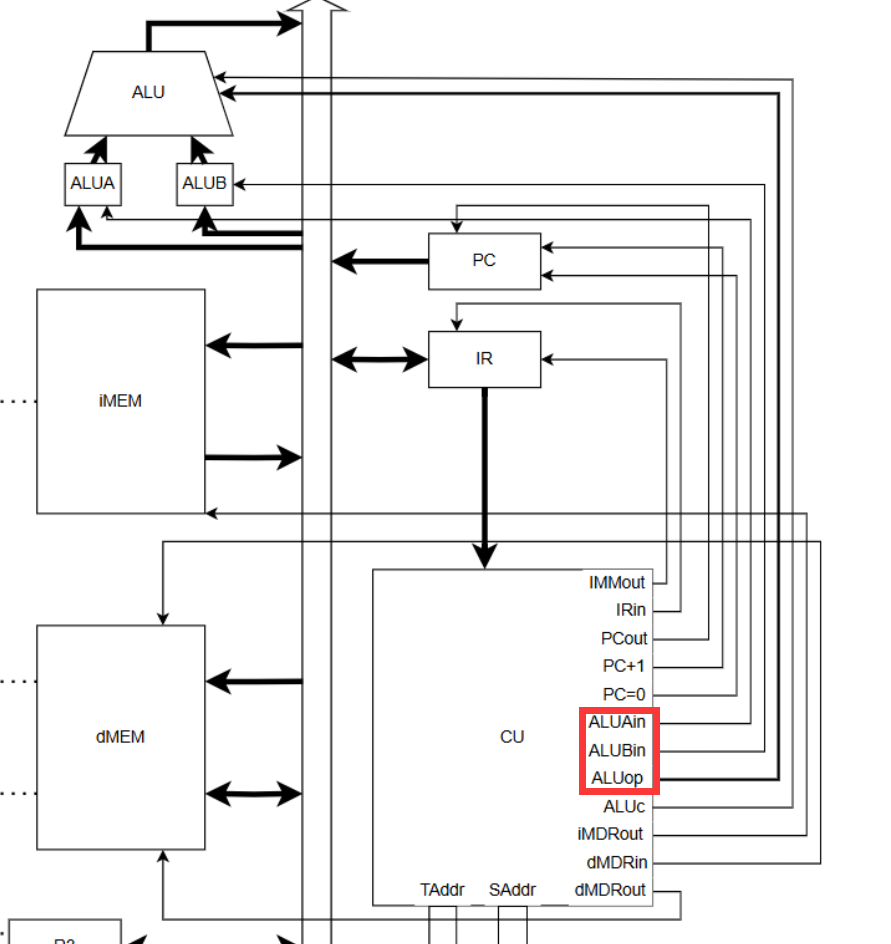 ALU
ALUA
ALUB
PC
iMEM
IR
IMMout
IRin
PCout
PC+1
PC=0
ALUAin
dMEM
CU
ALUBin
ALUop
ALUc
iMDRout
dMDRin
TAddr
SAddr
dMDRout